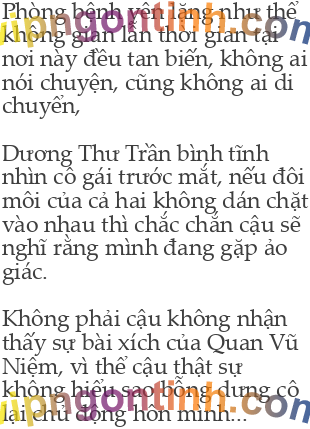 Phòng bệnh yên lặng như thể
không gian lẫn thời gian tại
nơi này đều tan biến, không ai
nói chuyện, cũng không ai di
chuyển,
Dương Thư Trần bình tĩnh
nhìn cô gái trước mắt, nếu đôi
môi của cả hai không dán chặt
vào nhau thì chắc chắn cậu sẽ
nghĩ rằng mình đang gặp ảo
giác.
Không phải cậu không nhận
thấy sự bài xích của Quan Vũ
Niệm, vì thế cậu thật sự
không hiểu sao bỗng dưng cô
lại chủ động hôn mình...
vipngontinh.com
vipngontinh.com